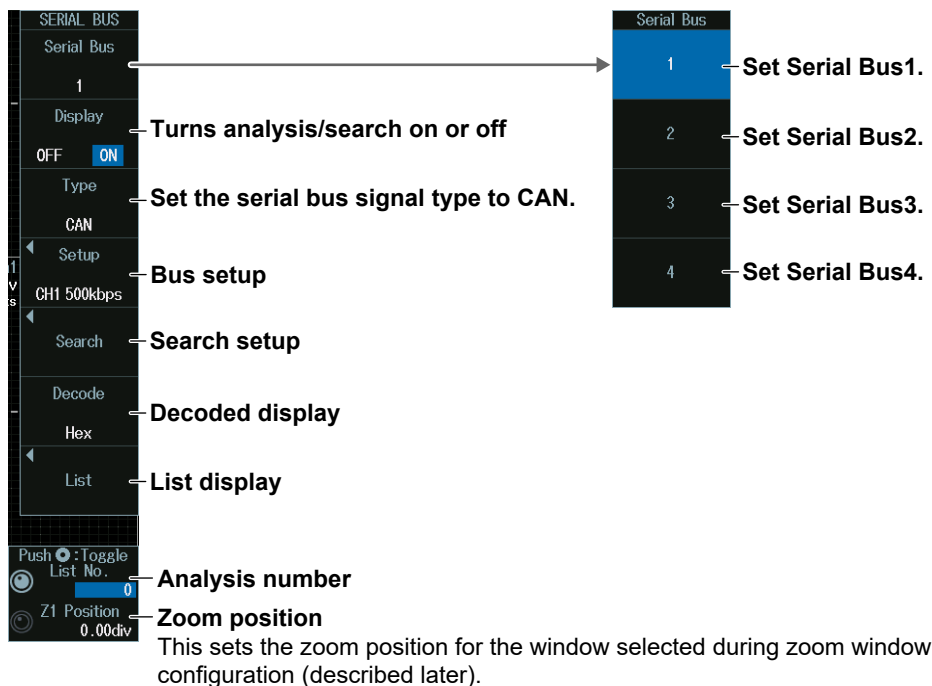 SERIAL BUS
Serial Bus
1
Display
OFF ON
Type
CAN
Setup
CH1 500kbps
Search
Decode
Hex
List
Push :Toggle
List No.
0
Z1 Position
0.00div
Turns analysis/search on or off
Set the serial bus signal type to CAN.
Bus setup
Search setup
Decoded display
List display
Analysis number
Zoom position
This sets the zoom position for the window selected during zoom window
configuration (described later).
Serial Bus
1
2
3
4
Set Serial Bus1.
Set Serial Bus2.
Set Serial Bus3.
Set Serial Bus4.